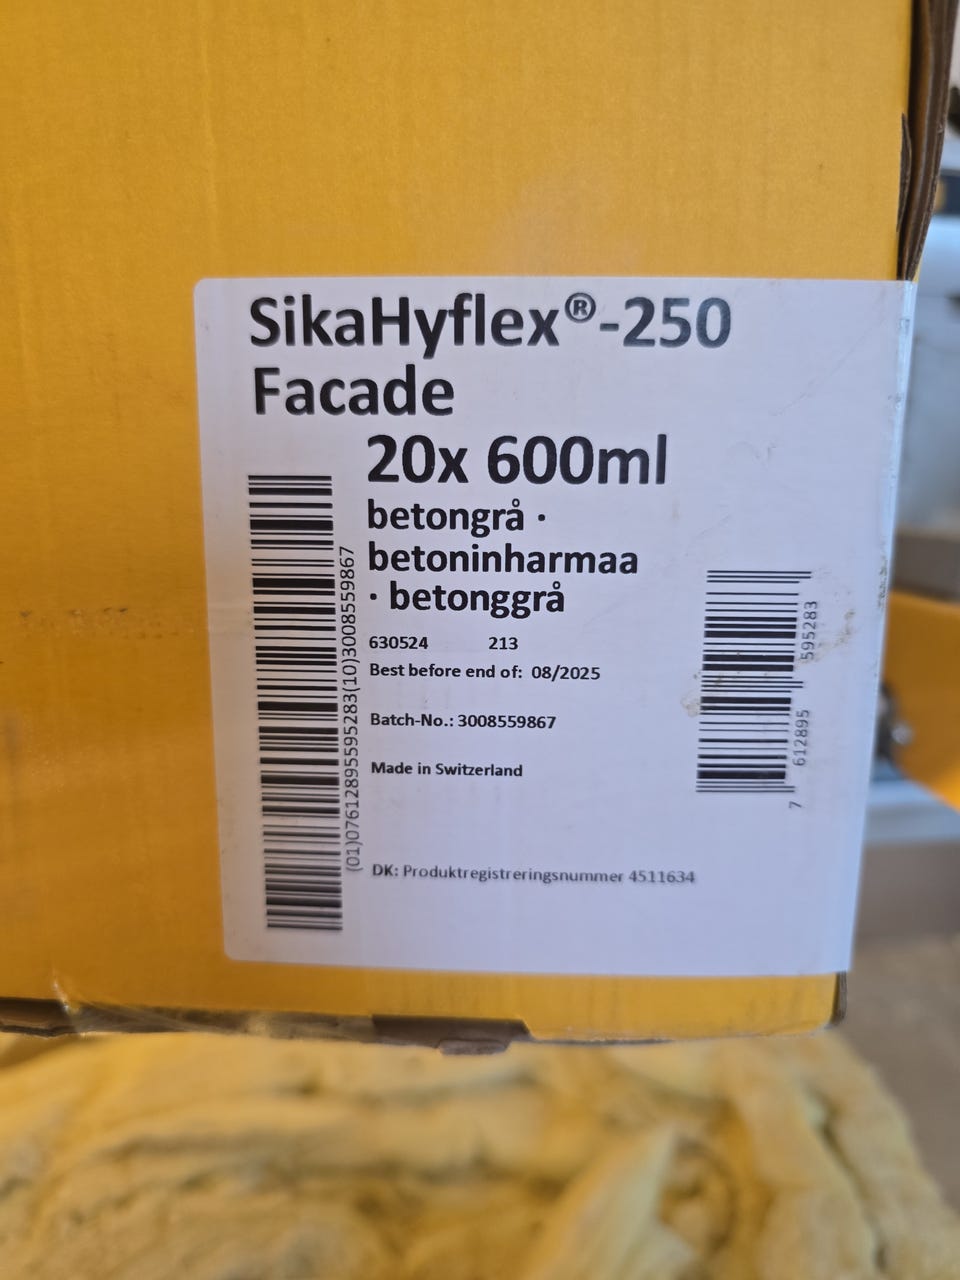 SikaHyflex®-250
Facade
20x 600ml
betongrå ·
betoninharmaa
· betonggrå
630524 213
Best before end of: 08/2025
Batch-No.: 3008559867
Made in Switzerland
DK: Produktregistreringsnummer 4511634
(01)07612895595283(10)3008559867
7 612895 595283